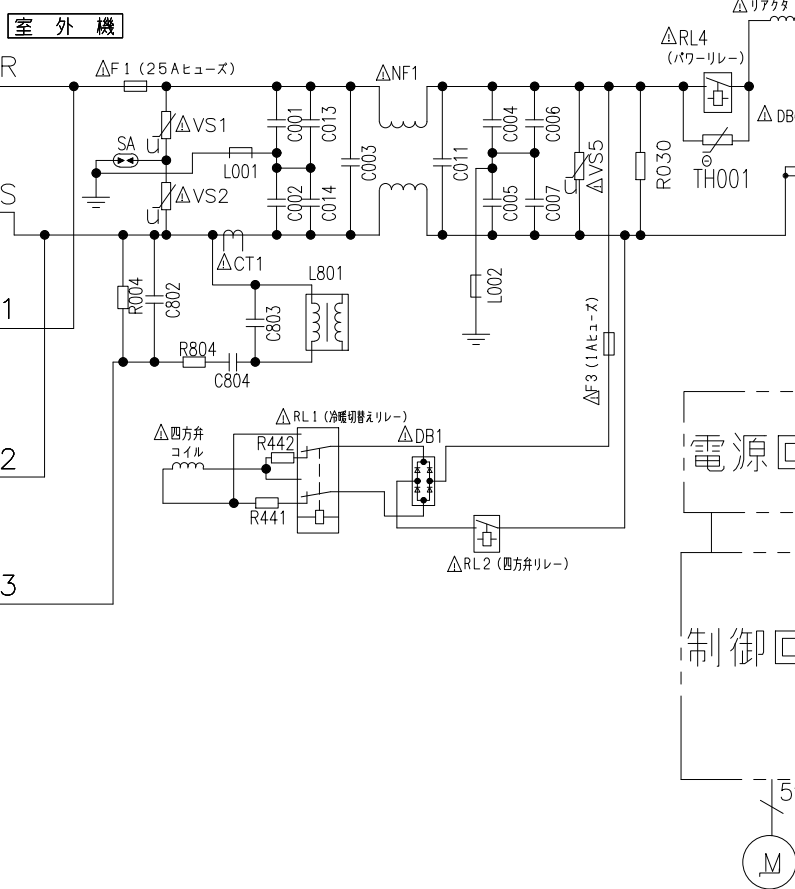 室外機
⚠リアクタ
R
⚠F1(25Aヒューズ)
⚠NF1
⚠RL4
(パワーリレー)
⚠VS1
C001
C013
C004
C006
⚠DB
SA
L001
C003
C011
⚠VS5
R030
TH001
S
⚠VS2
C002
C014
C005
C007
⚠CT1
L801
L002
R004
C802
C803
1
R804
C804
⚠F3(1Aヒューズ)
⚠四方弁
コイル
⚠RL1(冷暖切替えリレー)
⚠DB1
R442
2
電源回
R441
⚠RL2(四方弁リレー)
3
制御回
5
M